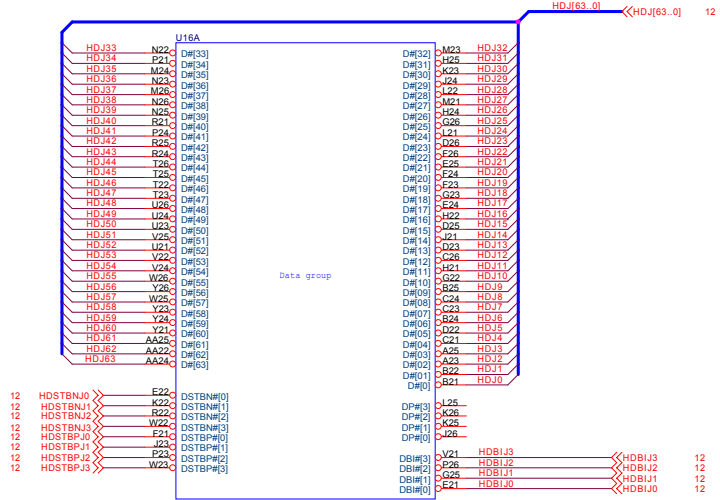 HDJ[63..0] HDJ[63..0] 12
U16A
HDJ33 N22 D#[33] D#[32] M23 HDJ32
HDJ34 P21 D#[34] D#[31] H25 HDJ31
HDJ35 M24 D#[35] D#[30] K23 HDJ30
HDJ36 N23 D#[36] D#[29] J24 HDJ29
HDJ37 M26 D#[37] D#[28] L22 HDJ28
HDJ38 N26 D#[38] D#[27] M21 HDJ27
HDJ39 N25 D#[39] D#[26] H24 HDJ26
HDJ40 R21 D#[40] D#[25] G26 HDJ25
HDJ41 P24 D#[41] D#[24] L21 HDJ24
HDJ42 R25 D#[42] D#[23] D26 HDJ23
HDJ43 R24 D#[43] D#[22] F26 HDJ22
HDJ44 T26 D#[44] D#[21] E25 HDJ21
HDJ45 T25 D#[45] D#[20] F24 HDJ20
HDJ46 T22 D#[46] D#[19] F23 HDJ19
HDJ47 T23 D#[47] D#[18] G23 HDJ18
HDJ48 U26 D#[48] D#[17] E24 HDJ17
HDJ49 U24 D#[49] D#[16] H22 HDJ16
HDJ50 U23 D#[50] D#[15] D25 HDJ15
HDJ51 V25 D#[51] D#[14] J21 HDJ14
HDJ52 U21 D#[52] D#[13] D23 HDJ13
HDJ53 V22 D#[53] D#[12] C26 HDJ12
HDJ54 V24 D#[54] D#[11] H21 HDJ11
HDJ55 W26 D#[55] D#[10] G22 HDJ10
HDJ56 Y26 D#[56] D#[09] B25 HDJ9
HDJ57 W25 D#[57] D#[08] C24 HDJ8
HDJ58 Y23 D#[58] D#[07] C23 HDJ7
HDJ59 Y24 D#[59] D#[06] B24 HDJ6
HDJ60 Y21 D#[60] D#[05] D22 HDJ5
HDJ61 AA25 D#[61] D#[04] C21 HDJ4
HDJ62 AA22 D#[62] D#[03] A25 HDJ3
HDJ63 AA24 D#[63] D#[02] A23 HDJ2
D#[01] B22 HDJ1
D#[0] B21 HDJ0
Data group
12 HDSTBNJ0 E22 DSTBN#[0] DP#[3] L25
12 HDSTBNJ1 K22 DSTBN#[1] DP#[2] K26
12 HDSTBNJ2 R22 DSTBN#[2] DP#[1] K25
12 HDSTBNJ3 W22 DSTBN#[3] DP#[0] J26
12 HDSTBPJ0 F21 DSTBP#[0]
12 HDSTBPJ1 J23 DSTBP#[1]
12 HDSTBPJ2 P23 DSTBP#[2] DBI#[3] V21 HDBIJ3 HDBIJ3 12
12 HDSTBPJ3 W23 DSTBP#[3] DBI#[2] P26 HDBIJ2 HDBIJ2 12
DBI#[1] G25 HDBIJ1 HDBIJ1 12
DBI#[0] E21 HDBIJ0 HDBIJ0 12